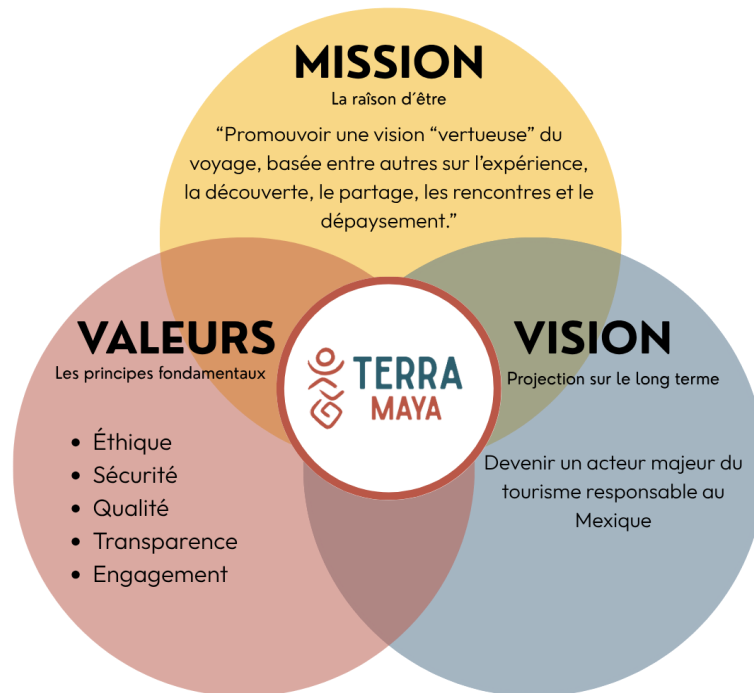 MISSION
La raîson d´être
“Promouvoir une vision “vertueuse” du
voyage, basée entre autres sur l’expérience,
la découverte, le partage, les rencontres et le
dépaysement.”
VALEURS
Les principes fondamentaux
• Éthique
• Sécurité
• Qualité
• Transparence
• Engagement
TERRA
MAYA
VISION
Projection sur le long terme
Devenir un acteur majeur du
tourisme responsable au
Mexique